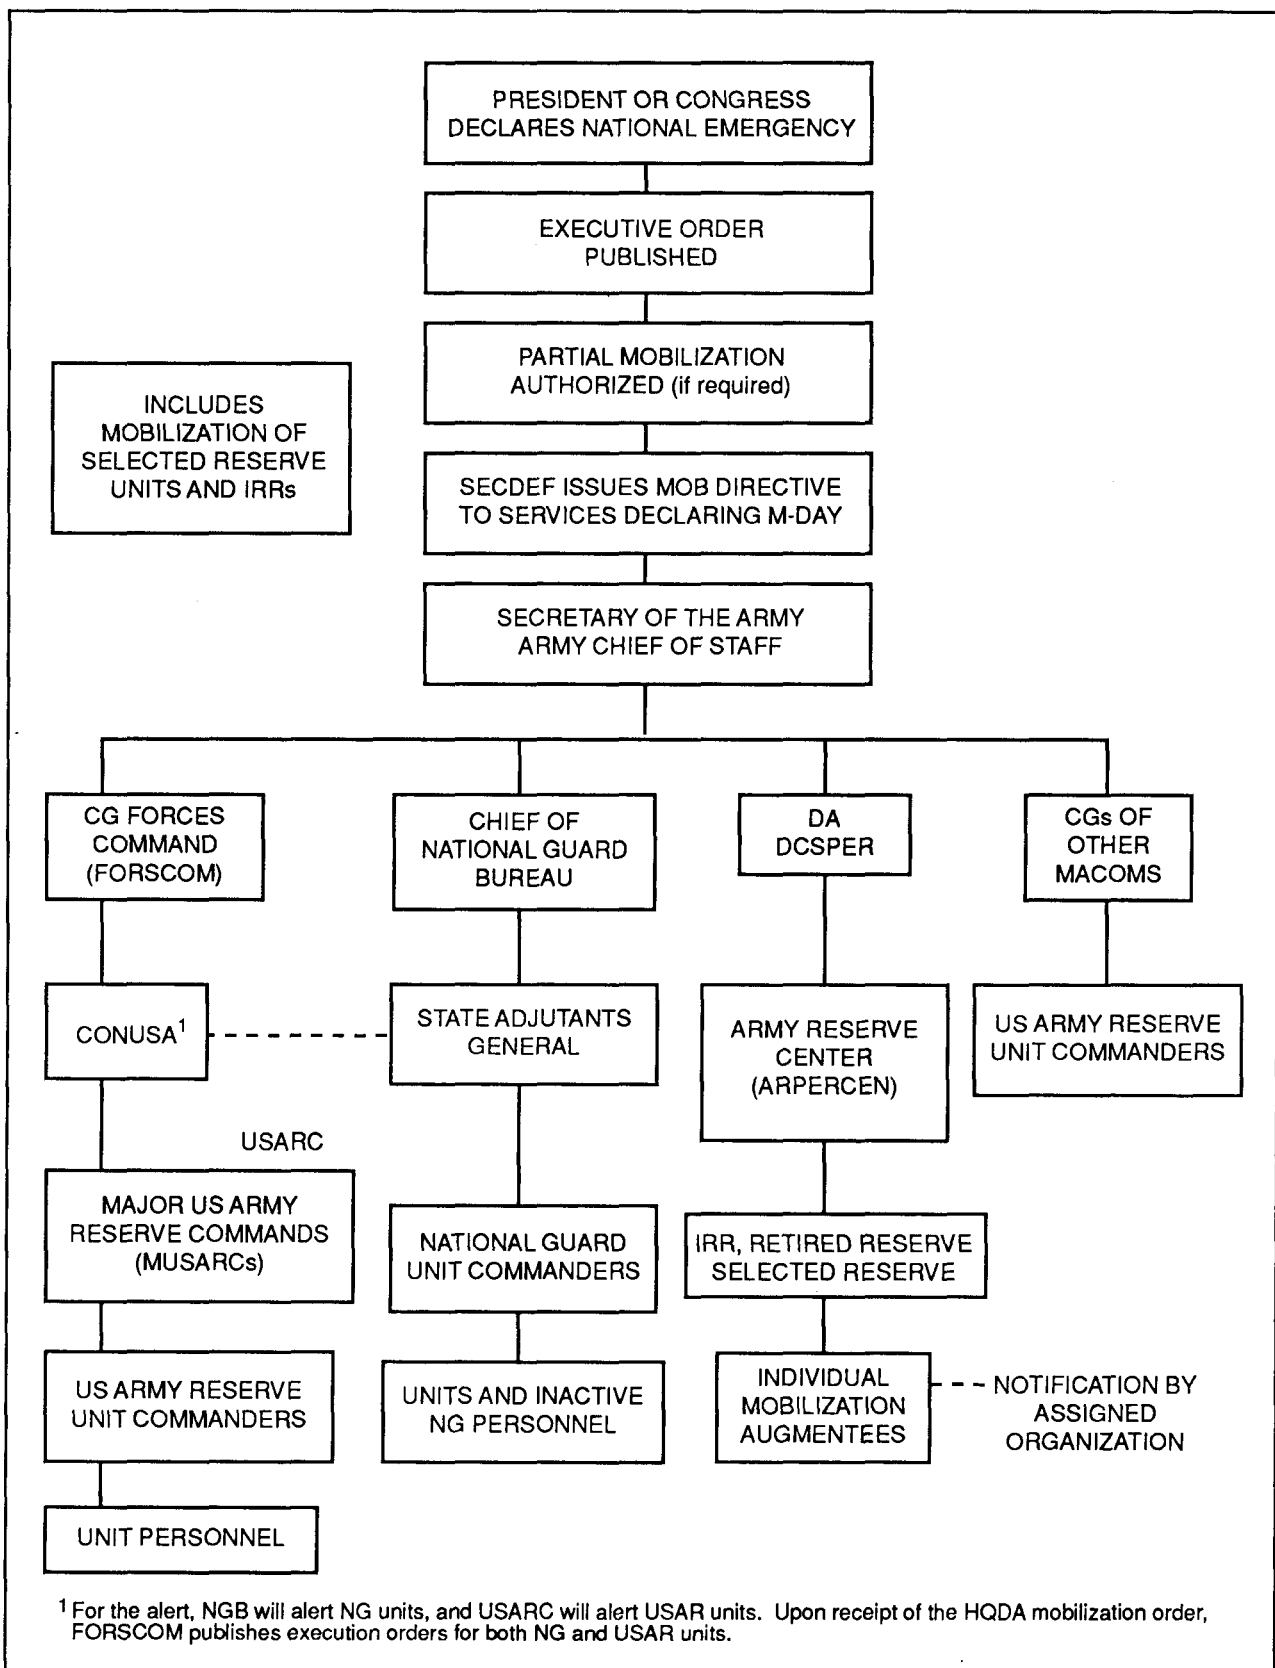 PRESIDENT OR CONGRESS
DECLARES NATIONAL EMERGENCY
EXECUTIVE ORDER
PUBLISHED
PARTIAL MOBILIZATION
AUTHORIZED (if required)
INCLUDES
MOBILIZATION OF
SELECTED RESERVE
UNITS AND IRRs
SECDEF ISSUES MOB DIRECTIVE
TO SERVICES DECLARING M-DAY
SECRETARY OF THE ARMY
ARMY CHIEF OF STAFF
CG FORCES
COMMAND
(FORSCOM)
CHIEF OF
NATIONAL GUARD
BUREAU
DA
DCSPER
CGs OF
OTHER
MACOMS
CONUSA¹
STATE ADJUTANTS
GENERAL
ARMY RESERVE
CENTER
(ARPERCEN)
US ARMY RESERVE
UNIT COMMANDERS
USARC
MAJOR US ARMY
RESERVE COMMANDS
(MUSARCs)
NATIONAL GUARD
UNIT COMMANDERS
IRR, RETIRED RESERVE
SELECTED RESERVE
US ARMY RESERVE
UNIT COMMANDERS
UNITS AND INACTIVE
NG PERSONNEL
INDIVIDUAL
MOBILIZATION
AUGMENTEES
NOTIFICATION BY
ASSIGNED
ORGANIZATION
UNIT PERSONNEL
¹ For the alert, NGB will alert NG units, and USARC will alert USAR units. Upon receipt of the HQDA mobilization order,
FORSCOM publishes execution orders for both NG and USAR units.